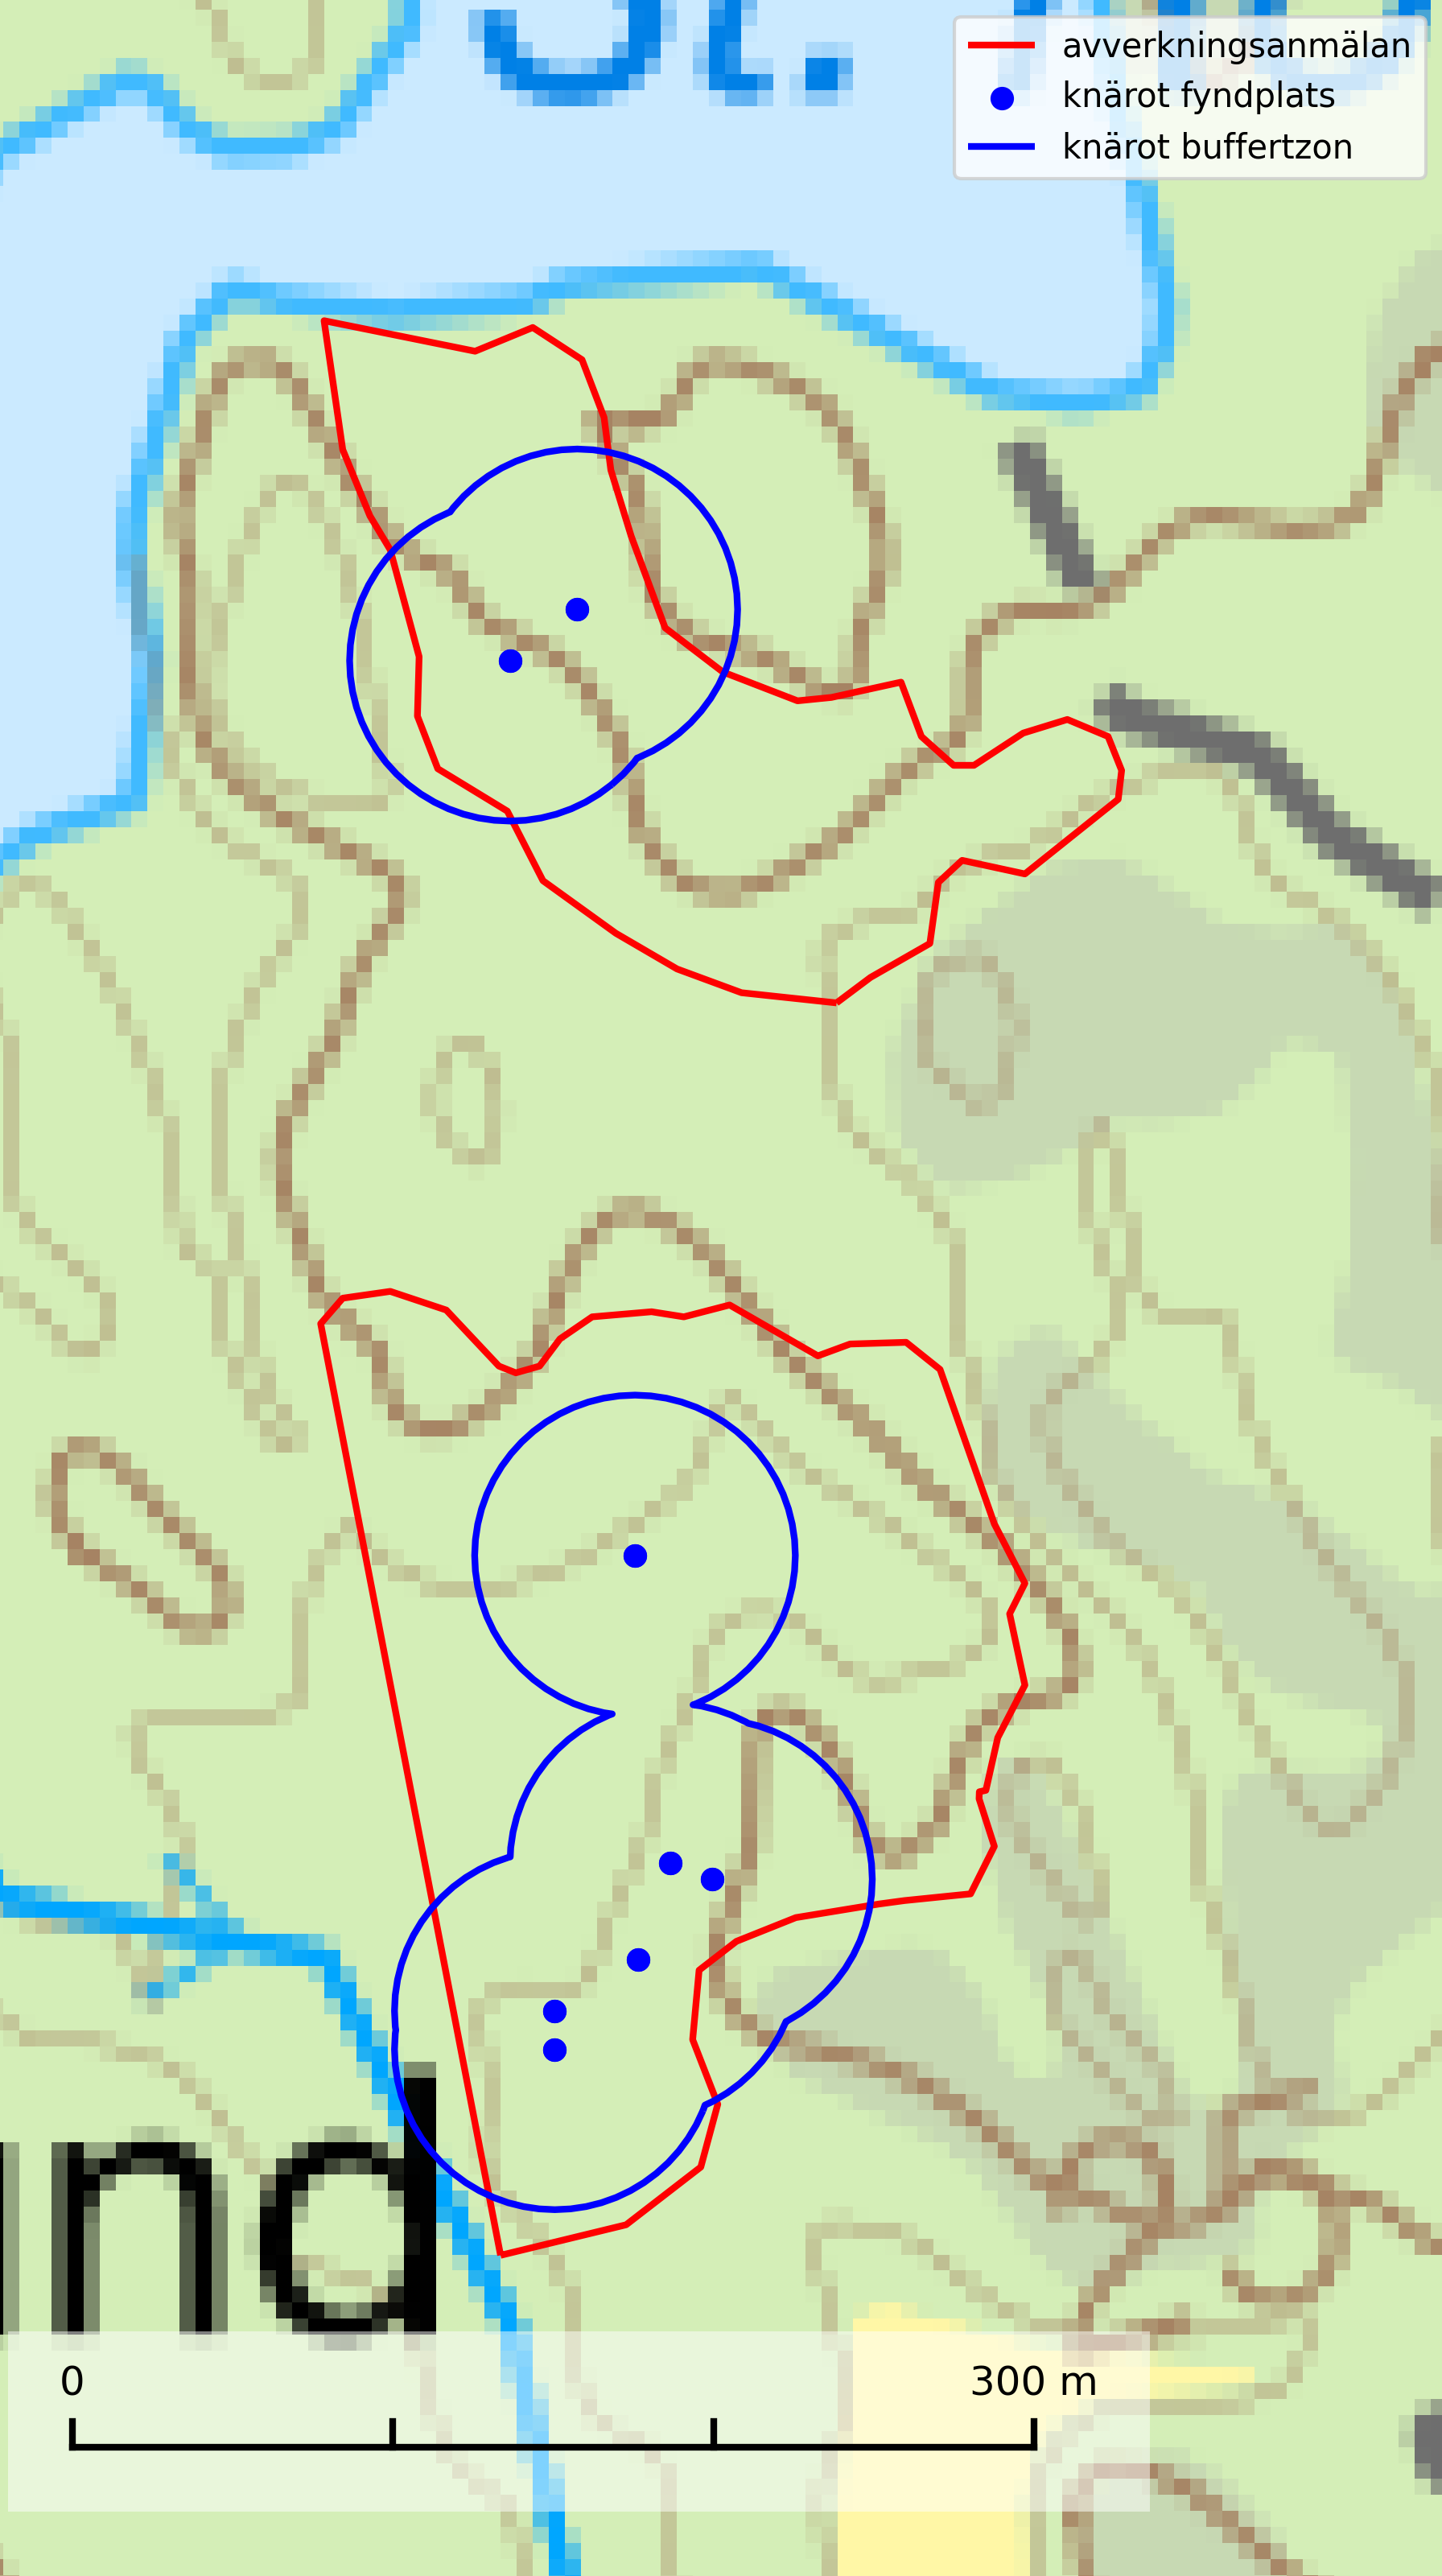 avverkningsanmälan
knärot fyndplats
knärot buffertzon
0 300 m